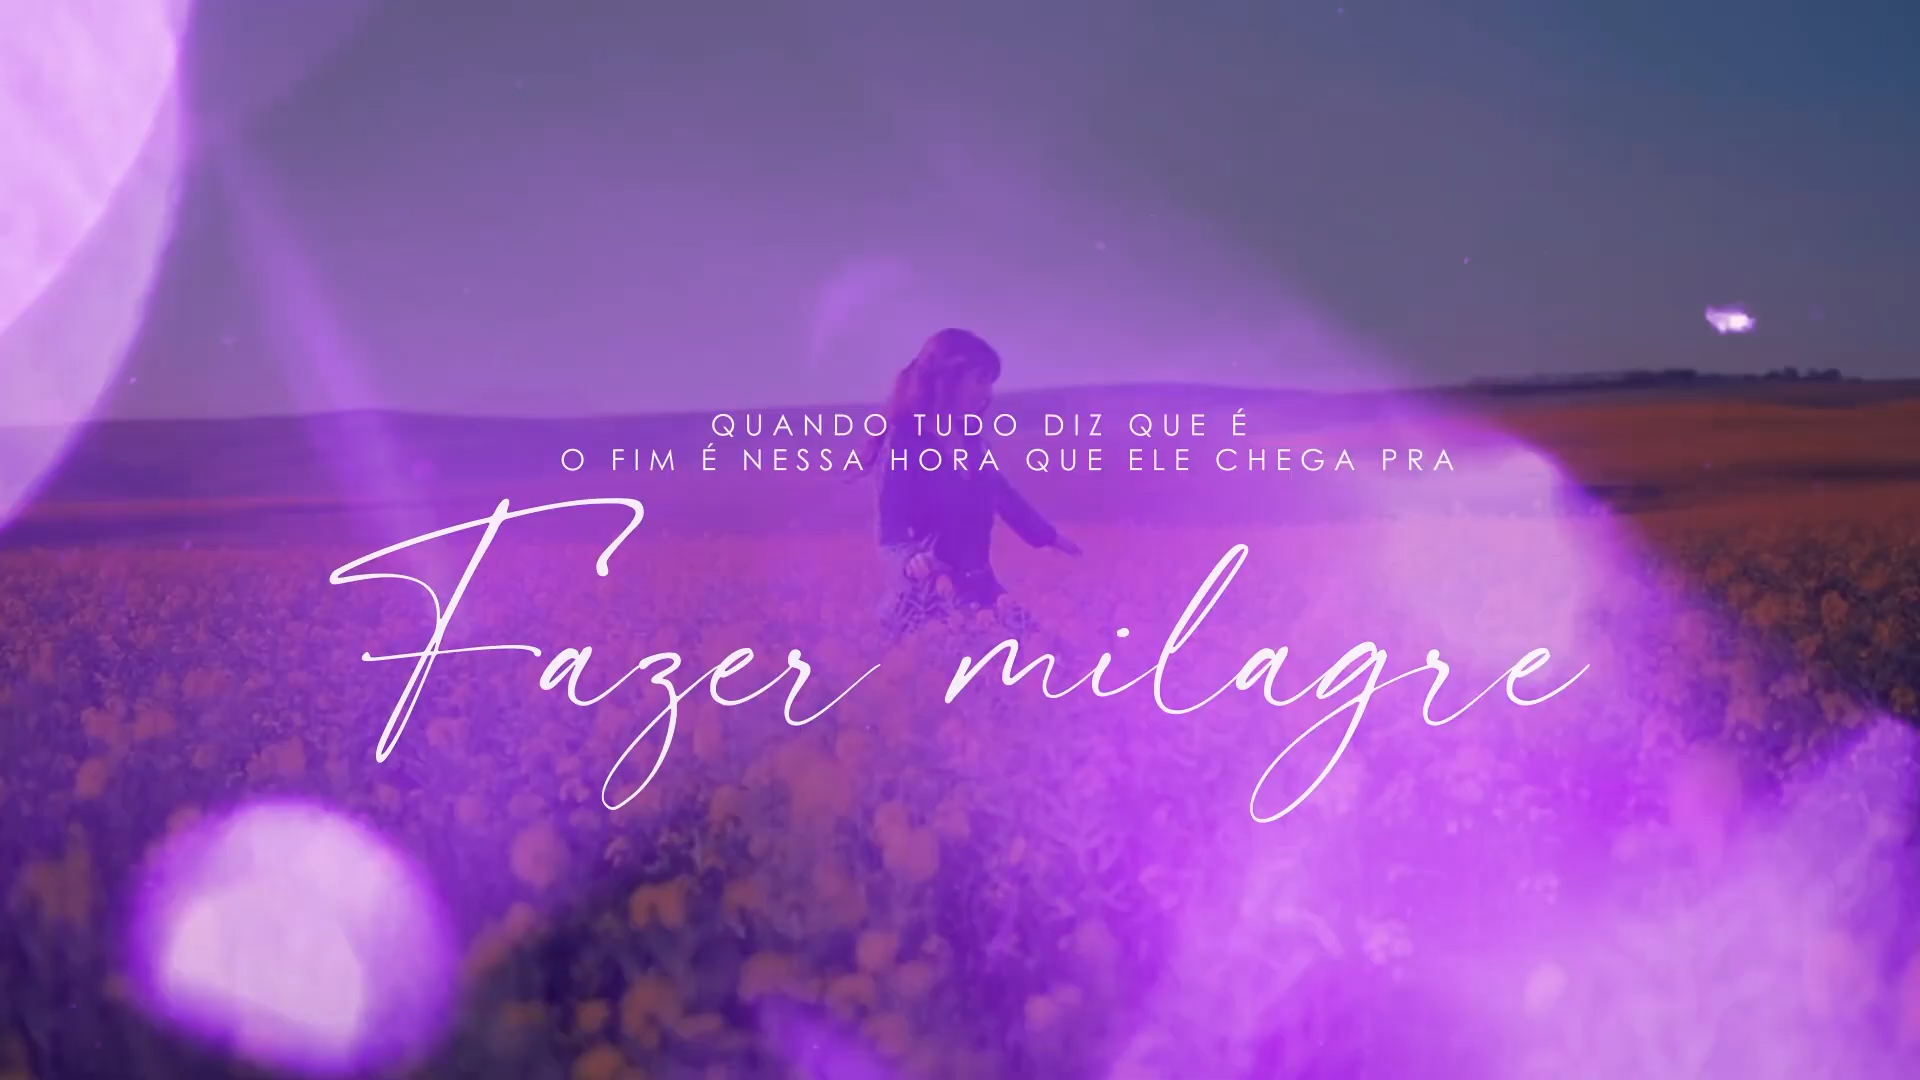 QUANDO TUDO DIZ QUE É
O FIM É NESSA HORA QUE ELE CHEGA PRA
Fazer milagre